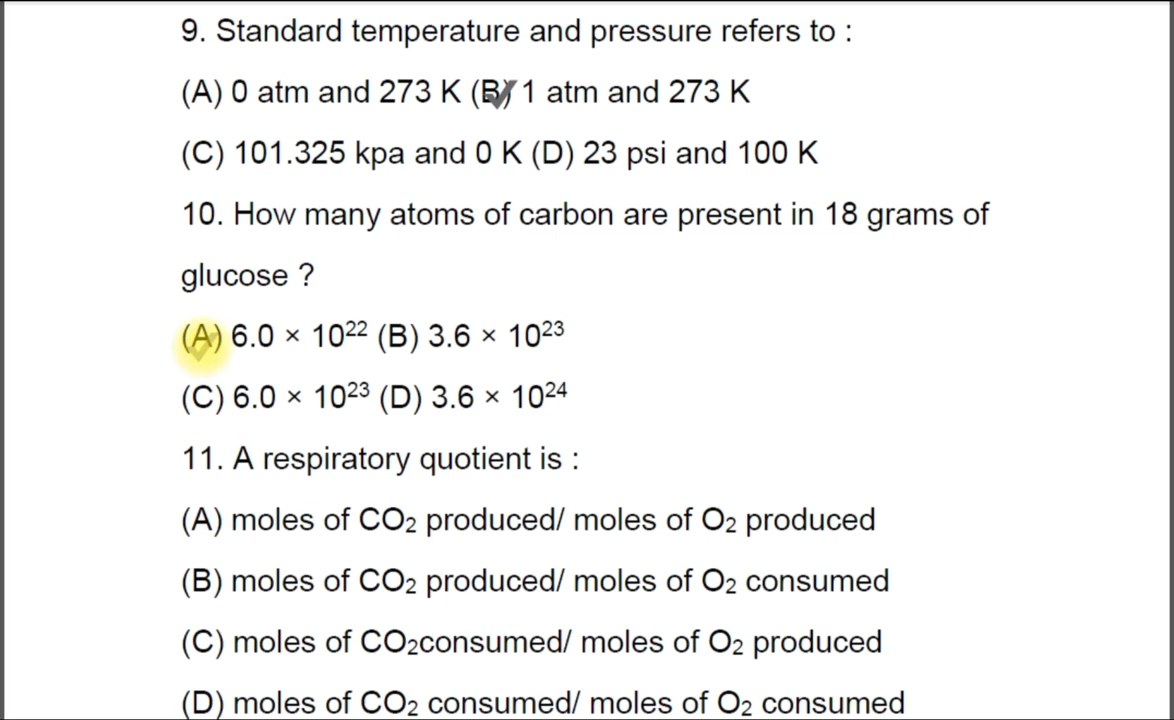 9. Standard temperature and pressure refers to :
(A) 0 atm and 273 K (B) 1 atm and 273 K
(C) 101.325 kpa and 0 K (D) 23 psi and 100 K
10. How many atoms of carbon are present in 18 grams of
glucose ?
(A) 6.0 × 10²² (B) 3.6 × 10²³
(C) 6.0 × 10²³ (D) 3.6 × 10²⁴
11. A respiratory quotient is :
(A) moles of CO₂ produced/ moles of O₂ produced
(B) moles of CO₂ produced/ moles of O₂ consumed
(C) moles of CO₂consumed/ moles of O₂ produced
(D) moles of CO₂ consumed/ moles of O₂ consumed